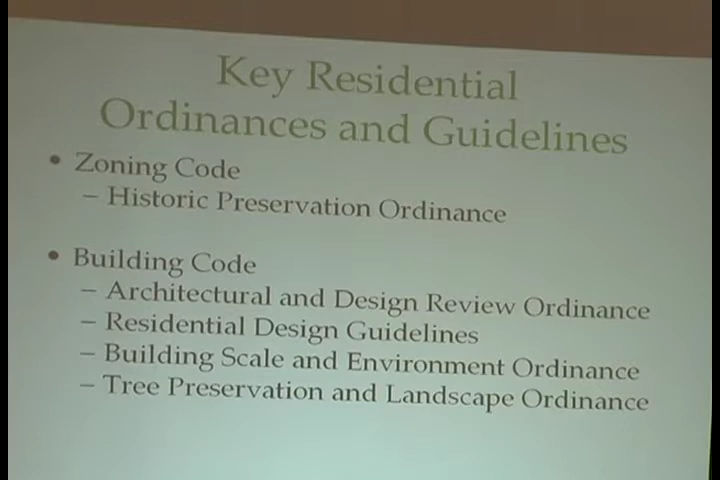 Key Residential
Ordinances and Guidelines
• Zoning Code
– Historic Preservation Ordinance
• Building Code
– Architectural and Design Review Ordinance
– Residential Design Guidelines
– Building Scale and Environment Ordinance
– Tree Preservation and Landscape Ordinance